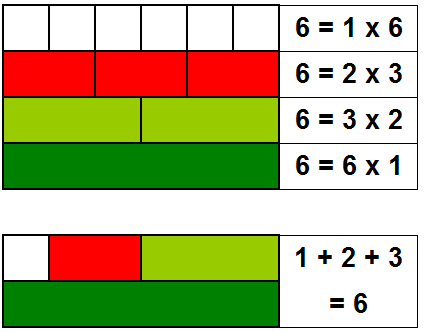 6 = 1 x 6
6 = 2 x 3
6 = 3 x 2
6 = 6 x 1
1 + 2 + 3
= 6